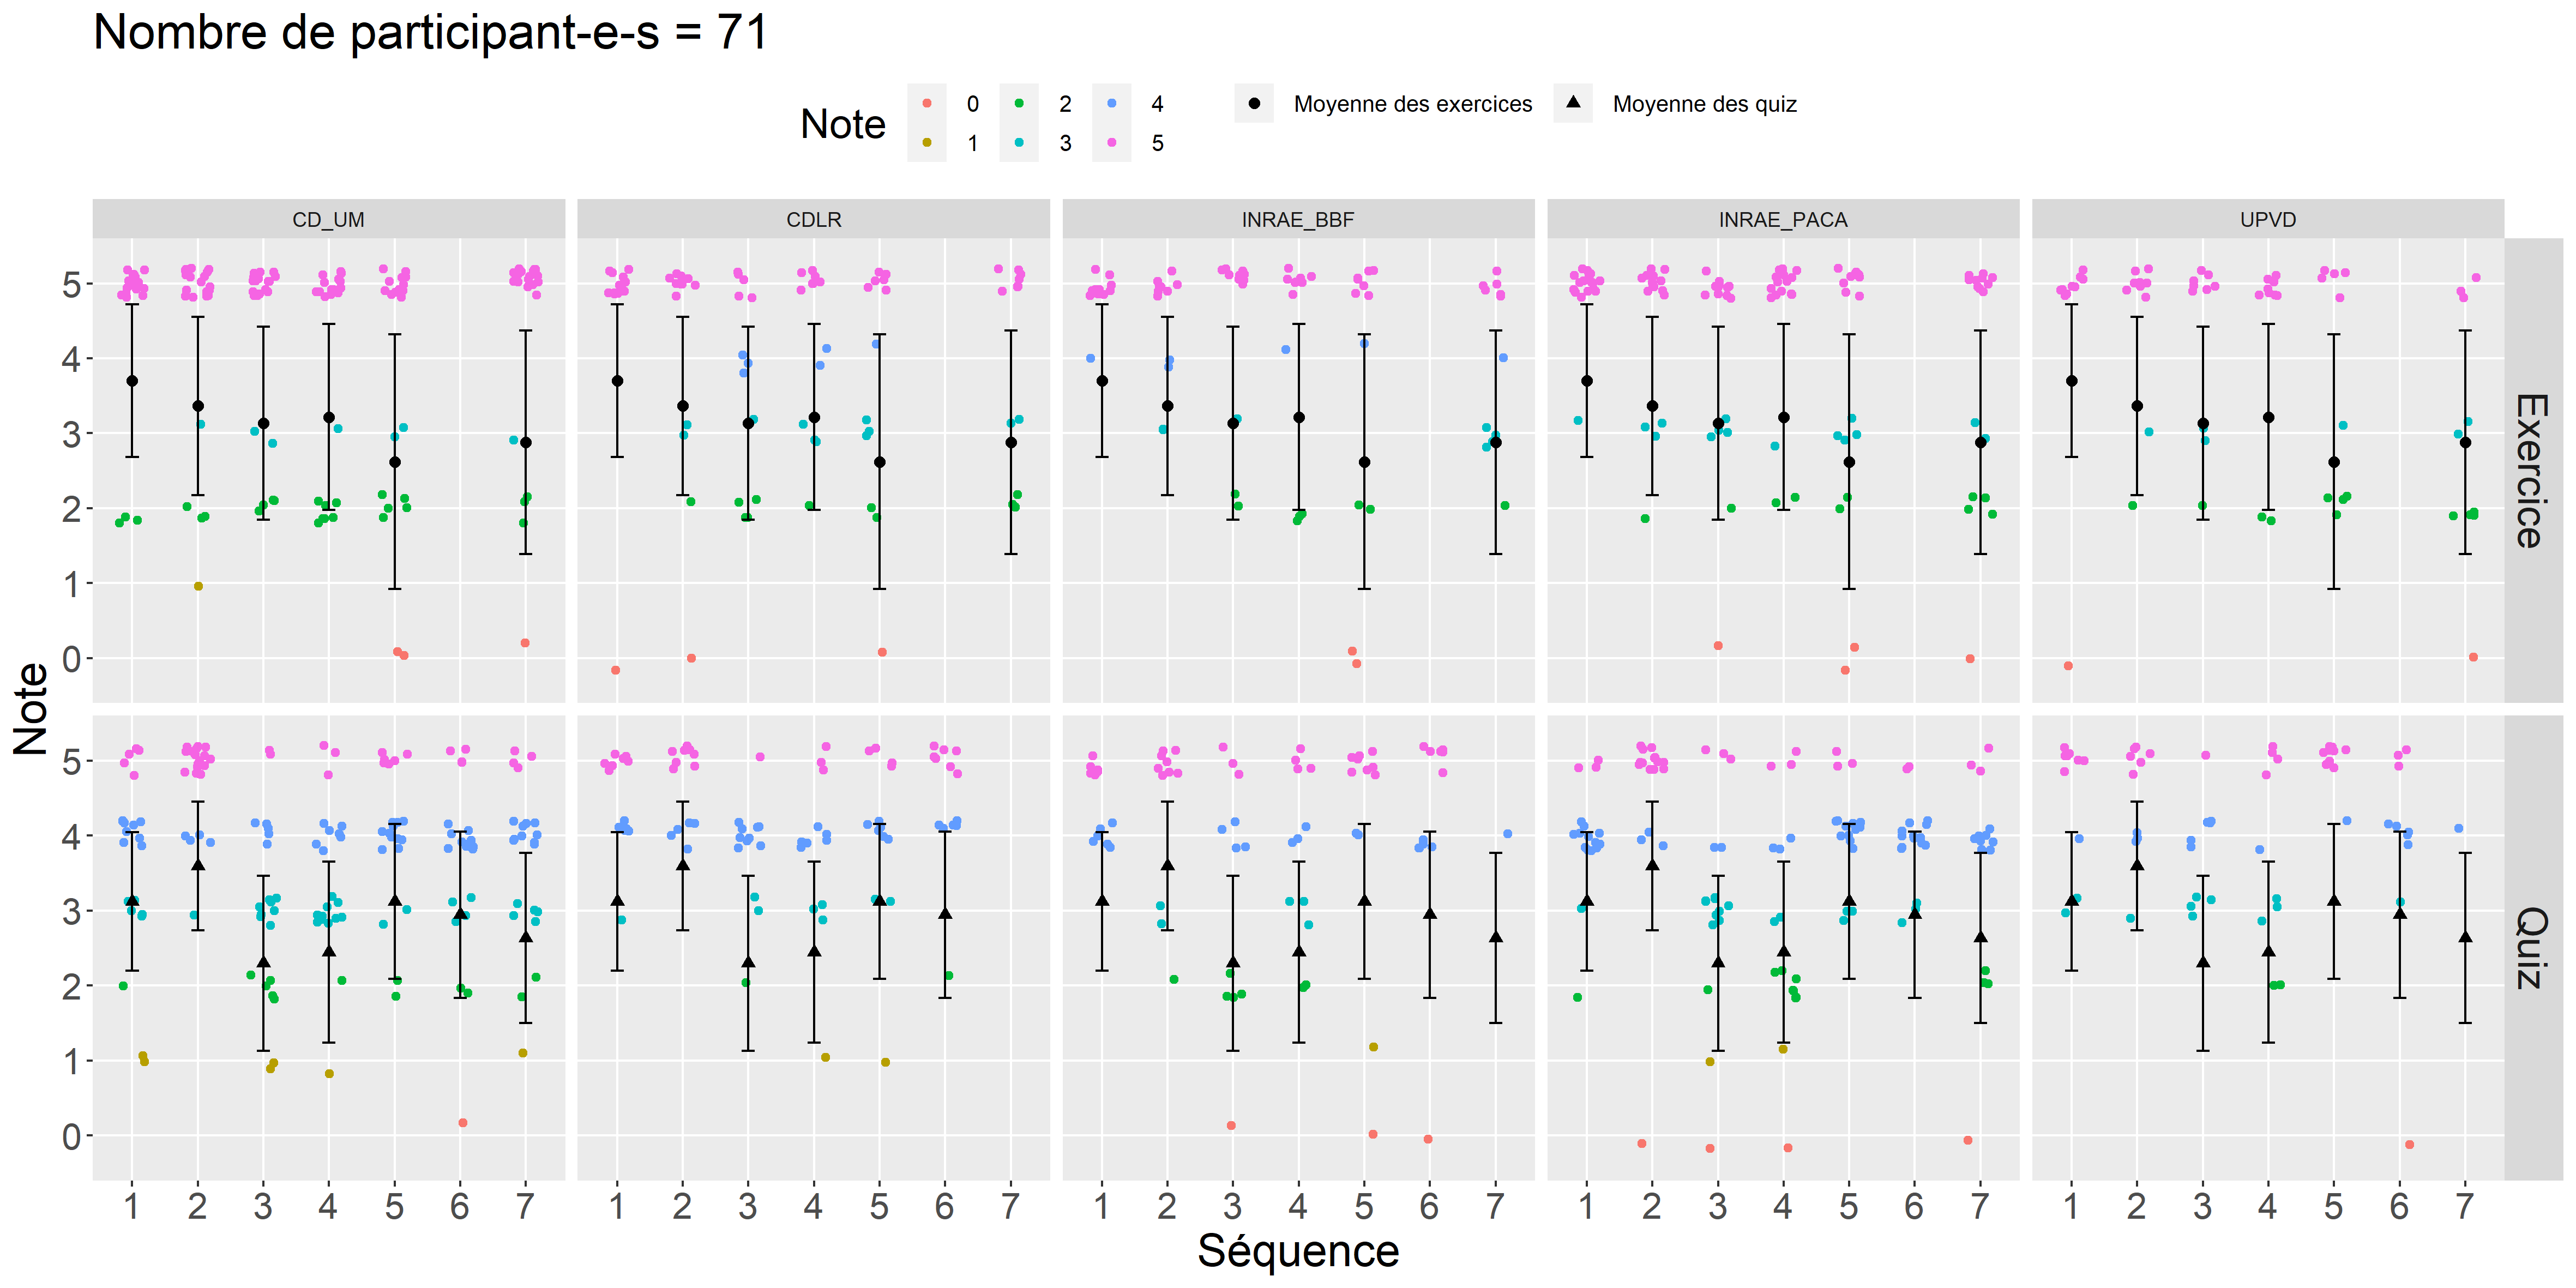 Nombre de participant-e-s = 71
Note
0 2 4
1 3 5
Moyenne des exercices Moyenne des quiz
CD_UM CDLR INRAE_BBF INRAE_PACA UPVD
Note
5
4
3
2
1
0
Exercice
5
4
3
2
1
0
Quiz
1 2 3 4 5 6 7 1 2 3 4 5 6 7 1 2 3 4 5 6 7 1 2 3 4 5 6 7 1 2 3 4 5 6 7
Séquence